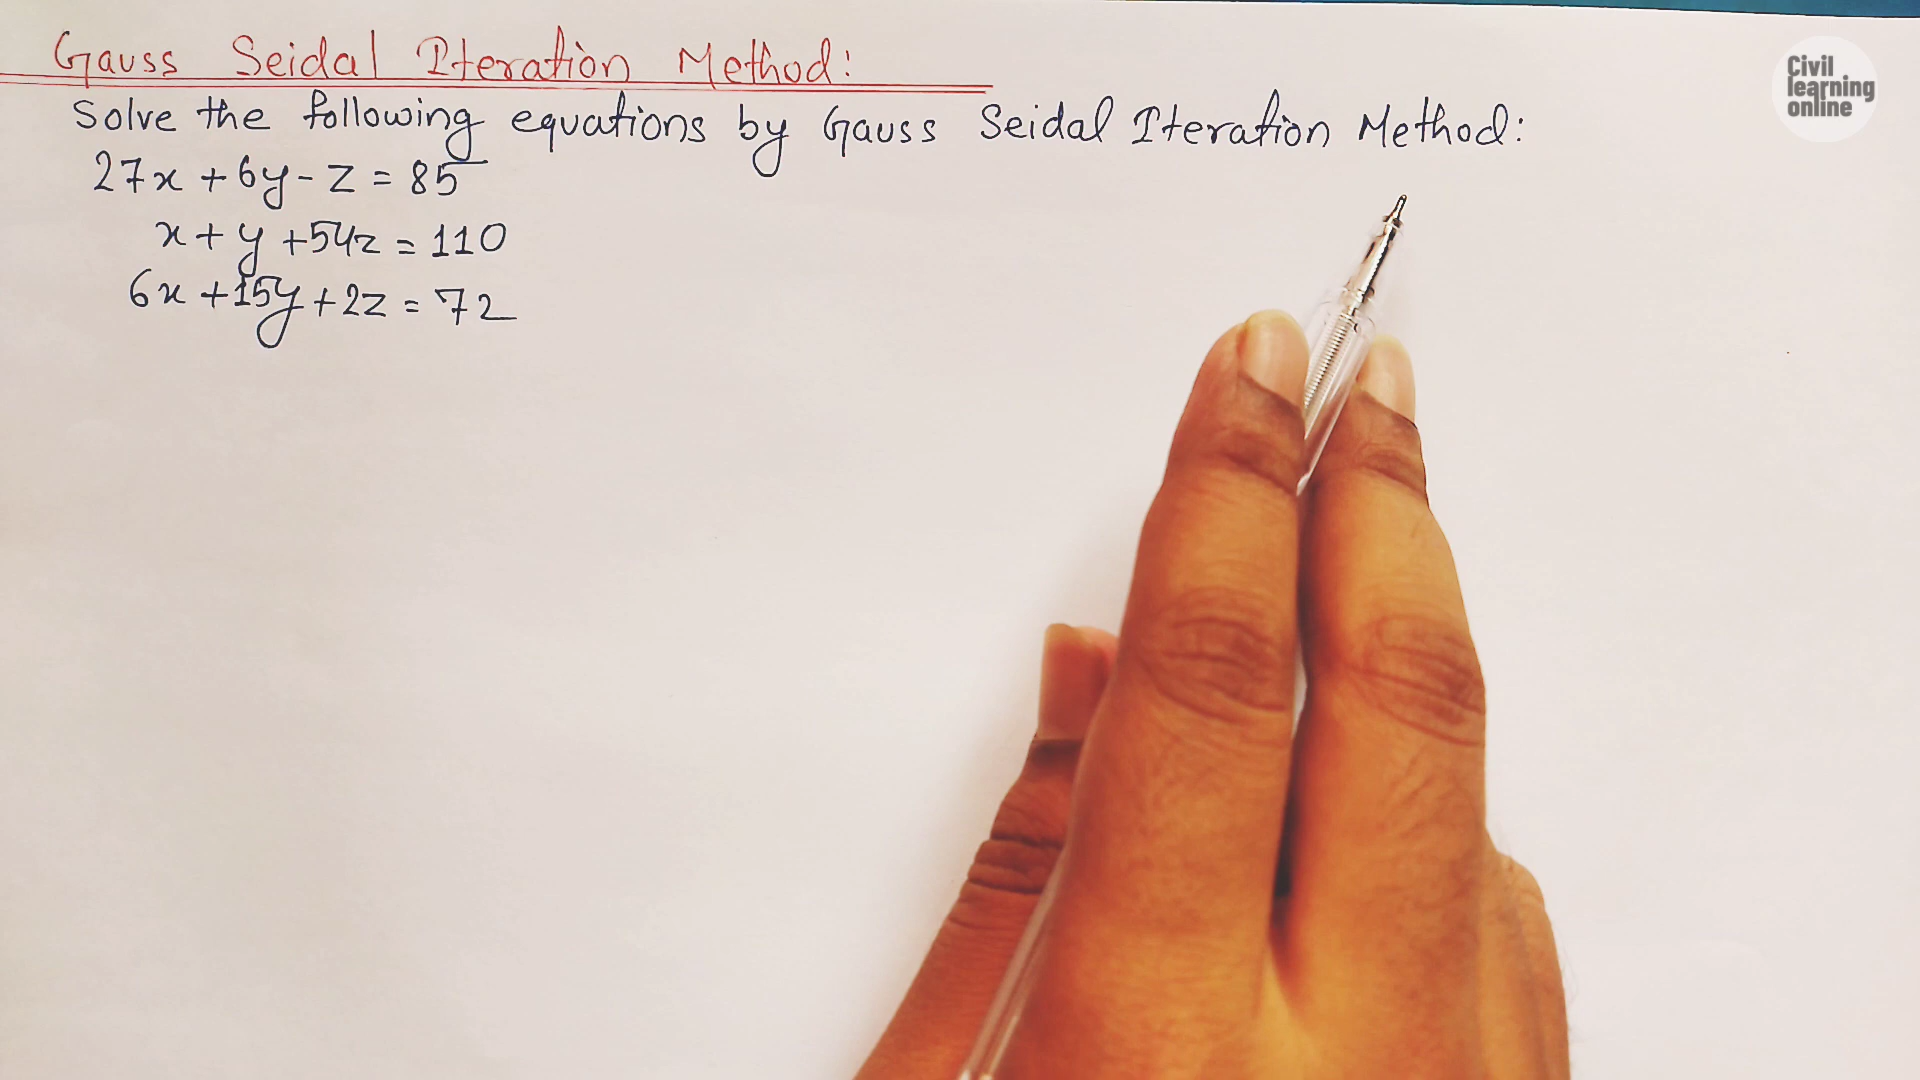 Gauss Seidal Iteration Method:
Solve the following equations by Gauss Seidal Iteration Method:
27x + 6y - z = 85
x + y + 54z = 110
6x + 15y + 2z = 72
Civil
learning
online